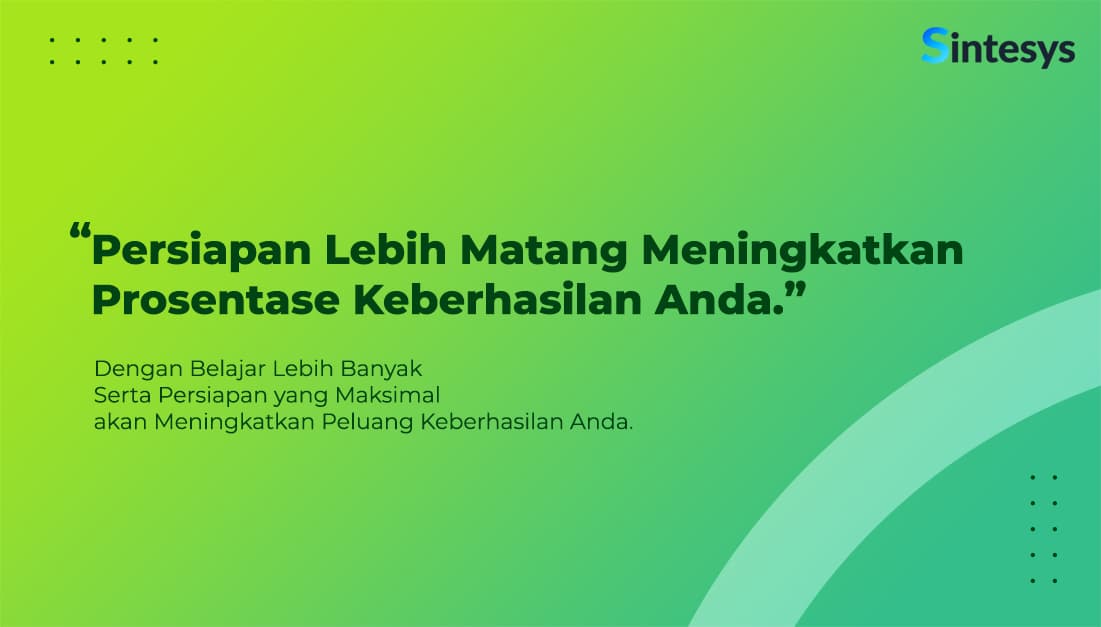 Sintesys
“Persiapan Lebih Matang Meningkatkan
Prosentase Keberhasilan Anda.”
Dengan Belajar Lebih Banyak
Serta Persiapan yang Maksimal
akan Meningkatkan Peluang Keberhasilan Anda.